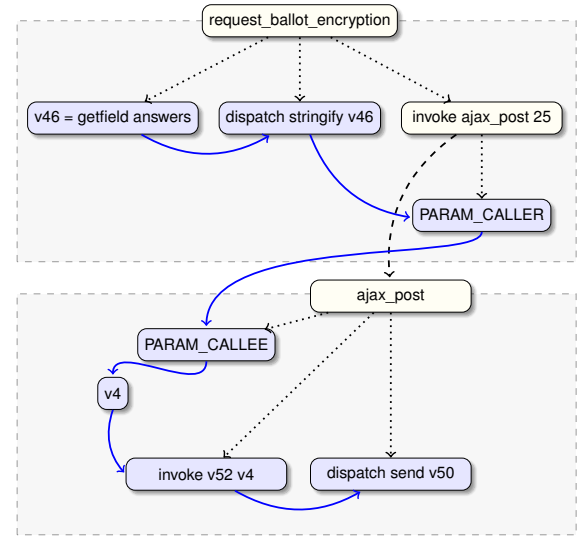 request_ballot_encryption
v46 = getfield answers
dispatch stringify v46
invoke ajax_post 25
PARAM_CALLER
ajax_post
PARAM_CALLEE
v4
invoke v52 v4
dispatch send v50